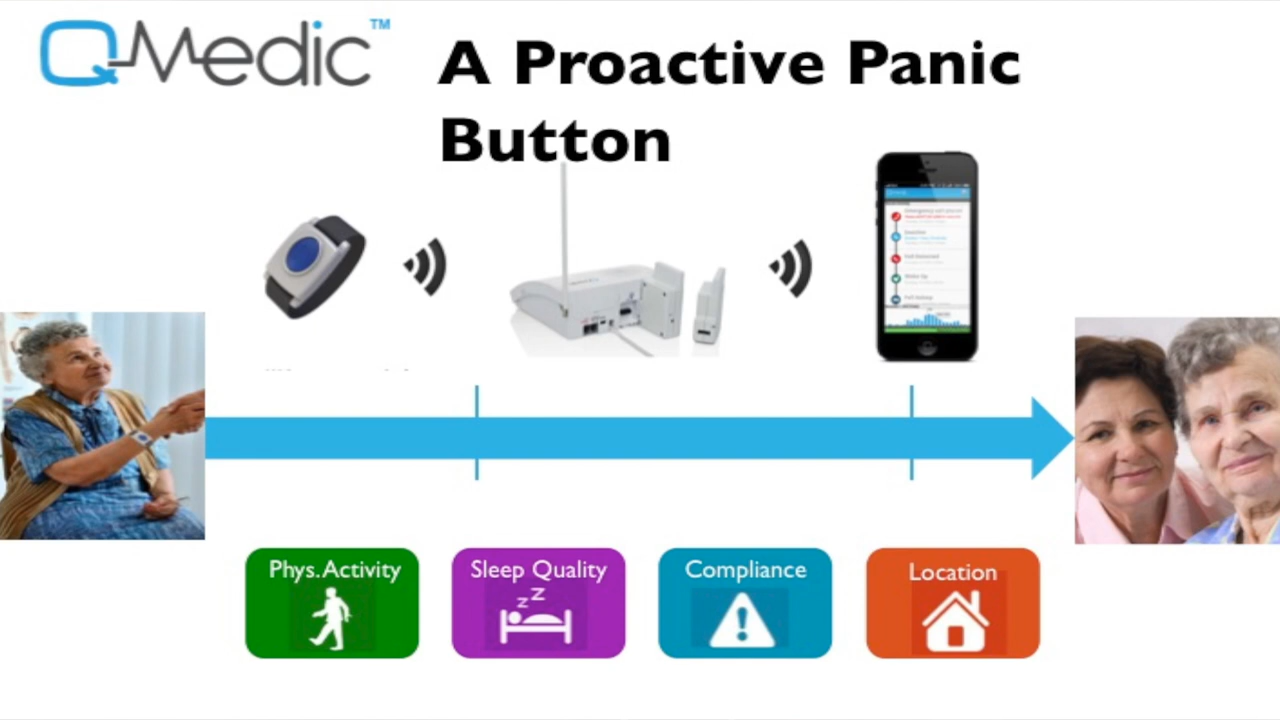 QMedic™
A Proactive Panic
Button
Phys.Activity
Sleep Quality
Compliance
Location